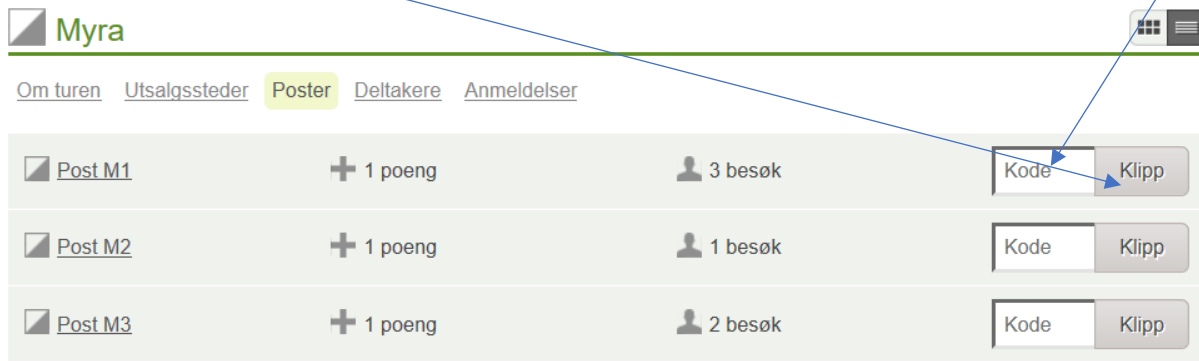 Myra
Om turen Utsalgssteder Poster Deltakere Anmeldelser
Post M1 1 poeng 3 besøk Kode Klipp
Post M2 1 poeng 1 besøk Kode Klipp
Post M3 1 poeng 2 besøk Kode Klipp